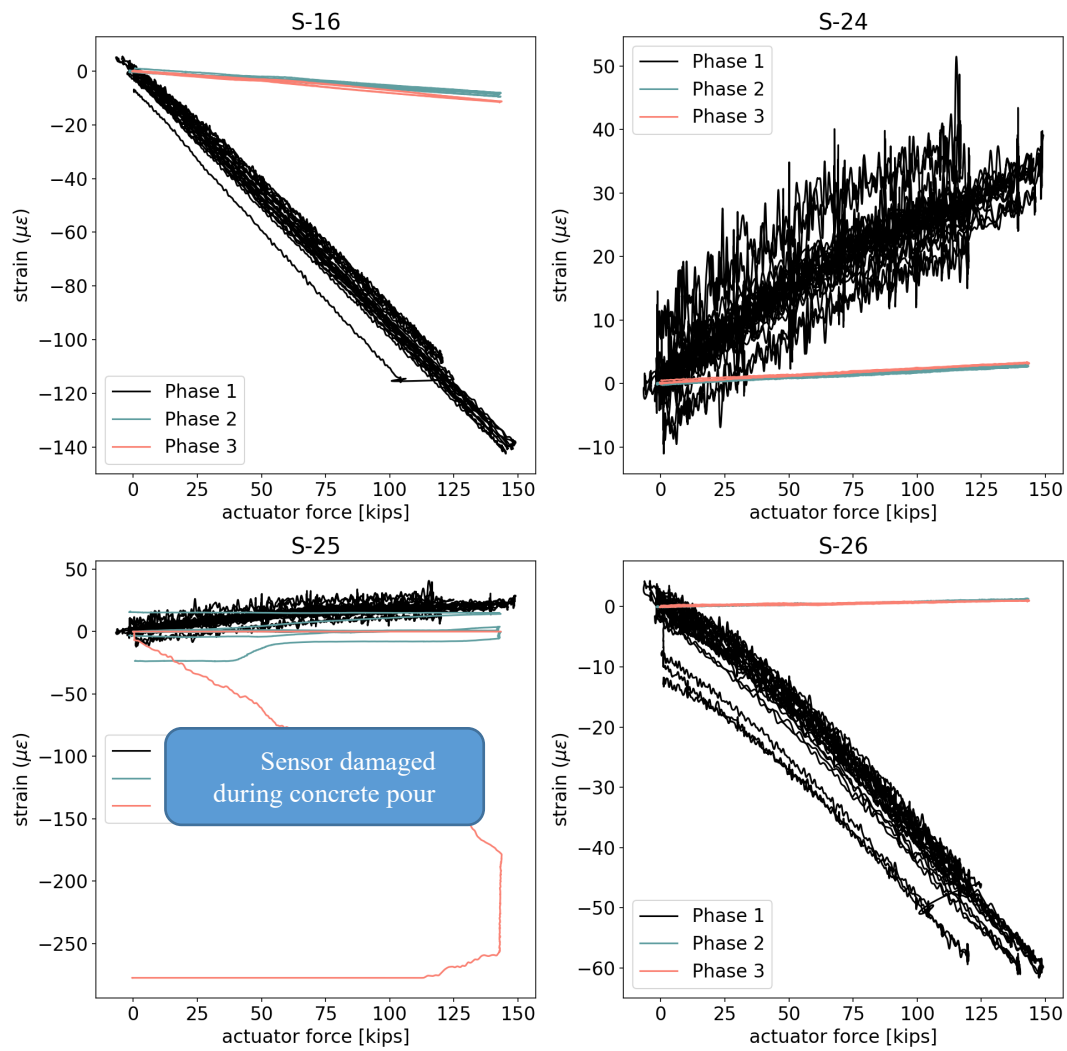 S-16
0
−20
−40
−60
−80
−100
−120
−140
strain (με)
Phase 1
Phase 2
Phase 3
0 25 50 75 100 125 150
actuator force [kips]
S-24
50
40
30
20
10
0
−10
strain (με)
Phase 1
Phase 2
Phase 3
0 25 50 75 100 125 150
actuator force [kips]
S-25
50
0
−50
−100
−150
−200
−250
strain (με)
Sensor damaged
during concrete pour
0 25 50 75 100 125 150
actuator force [kips]
S-26
0
−10
−20
−30
−40
−50
−60
strain (με)
Phase 1
Phase 2
Phase 3
0 25 50 75 100 125 150
actuator force [kips]